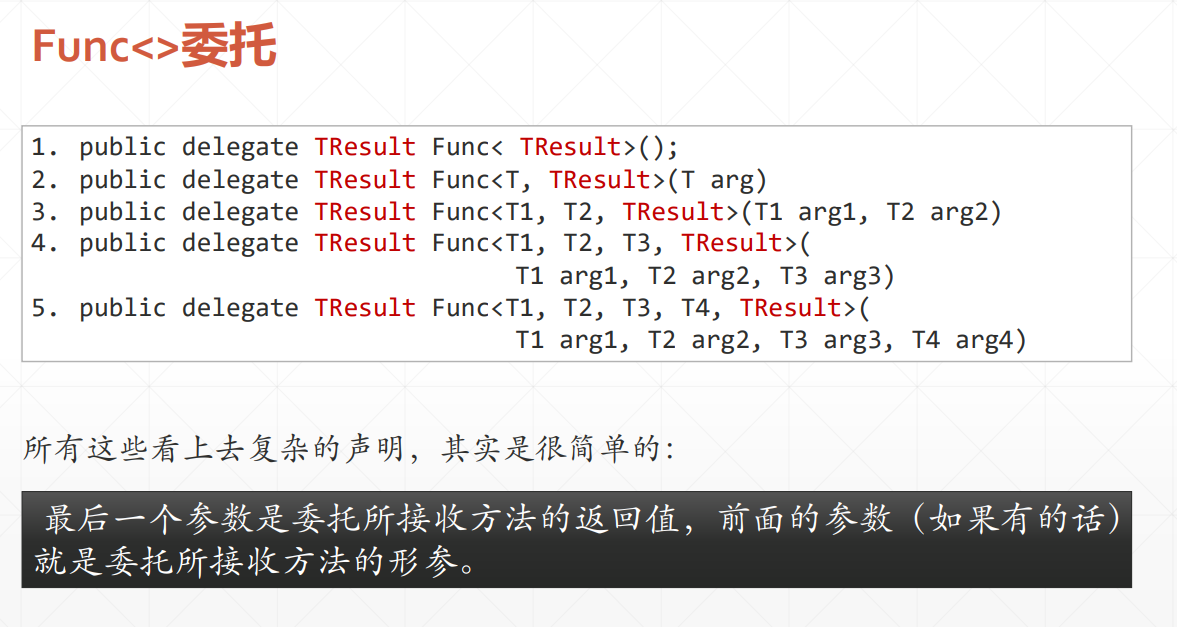 Func<>委托
1. public delegate TResult Func< TResult>();
2. public delegate TResult Func<T, TResult>(T arg)
3. public delegate TResult Func<T1, T2, TResult>(T1 arg1, T2 arg2)
4. public delegate TResult Func<T1, T2, T3, TResult>(
T1 arg1, T2 arg2, T3 arg3)
5. public delegate TResult Func<T1, T2, T3, T4, TResult>(
T1 arg1, T2 arg2, T3 arg3, T4 arg4)
所有这些看上去复杂的声明，其实是很简单的：
最后一个参数是委托所接收方法的返回值，前面的参数（如果有的话）
就是委托所接收方法的形参。